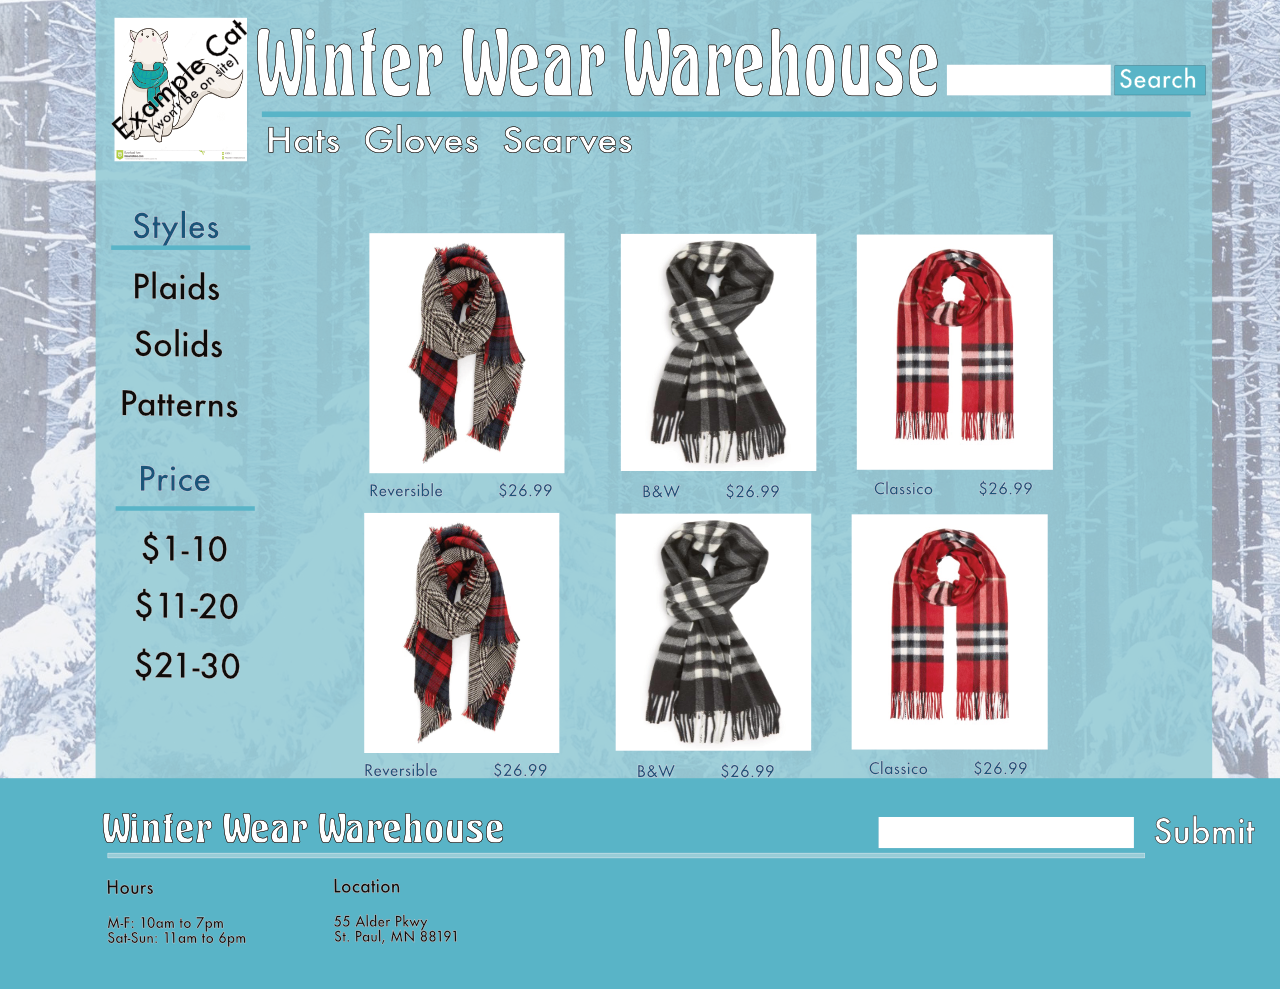 Example Cat
(won't be on site)
Winter Wear Warehouse
Search
Hats Gloves Scarves
Styles
Plaids
Solids
Patterns
Price
$1-10
$11-20
$21-30
Reversible $26.99
B&W $26.99
Classico $26.99
Reversible $26.99
B&W $26.99
Classico $26.99
Winter Wear Warehouse
Submit
Hours
M-F: 10am to 7pm
Sat-Sun: 11am to 6pm
Location
55 Alder Pkwy
St. Paul, MN 88191